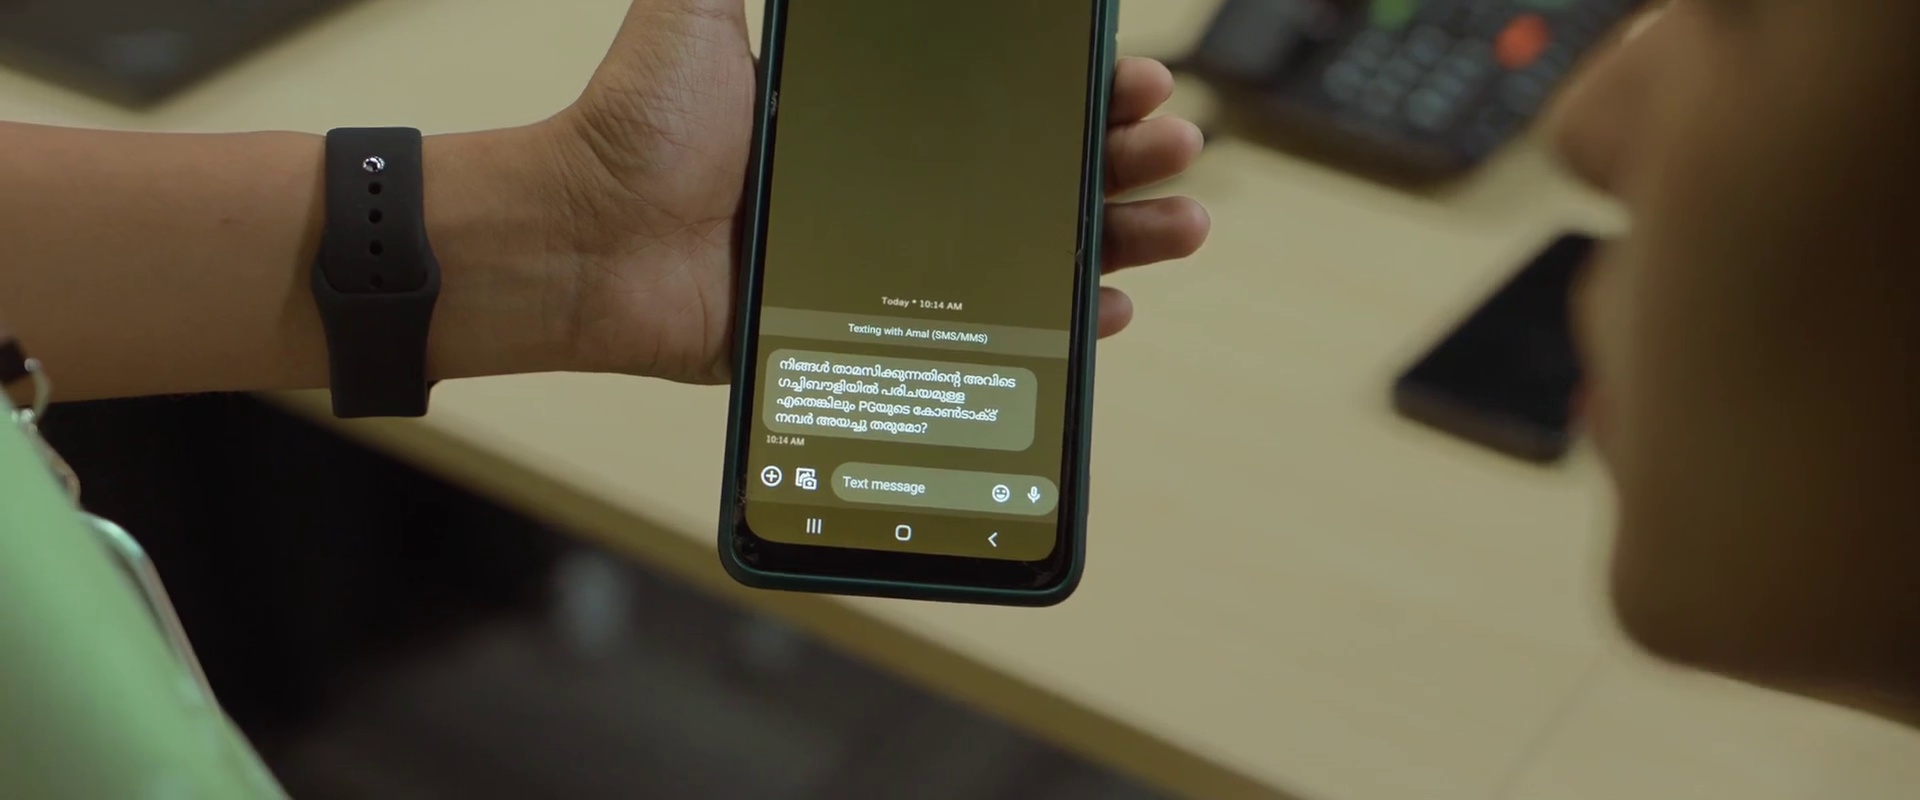 Today • 10:14 AM
Texting with Amal (SMS/MMS)
നിങ്ങൾ താമസിക്കുന്നതിന്റെ അവിടെ
ഗച്ചിബൗളിയിൽ പരിചയമുള്ള
എതെങ്കിലും PGയുടെ കോൺടാക്ട്
നമ്പർ അയച്ചു തരുമോ?
10:14 AM
Text message